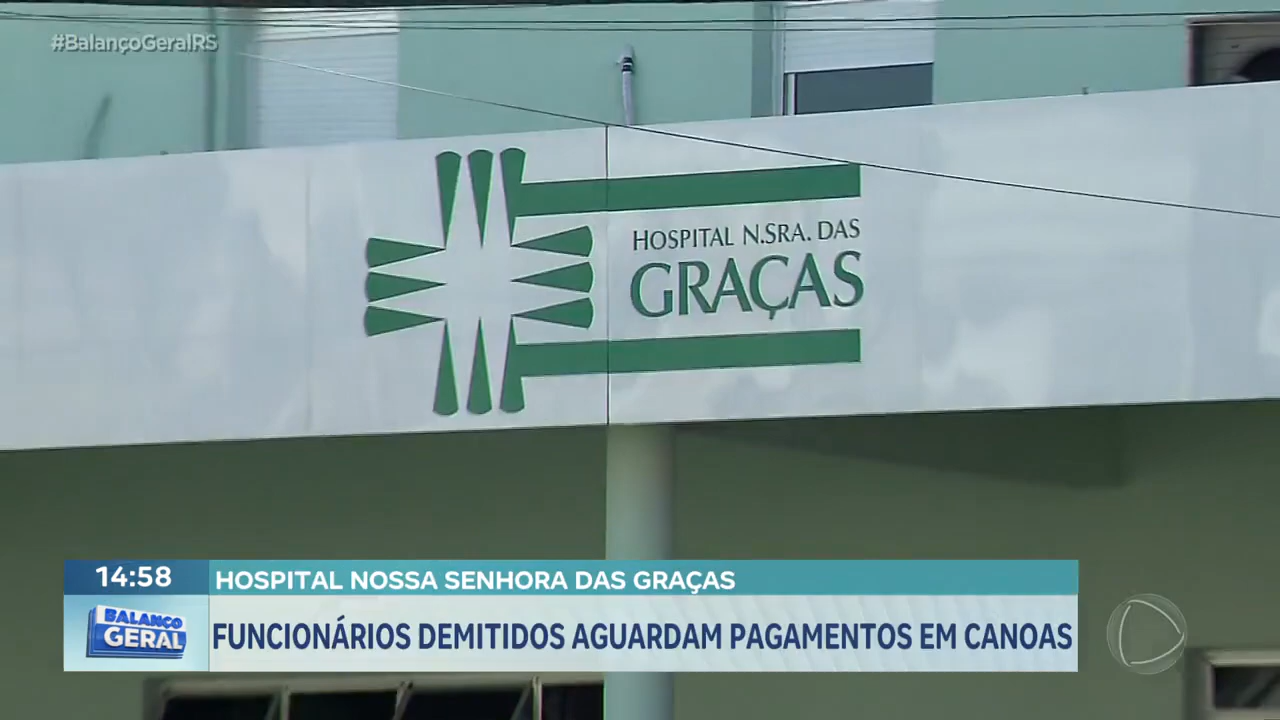 #BalançoGeralRS
HOSPITAL N.SRA. DAS
GRAÇAS
14:58
HOSPITAL NOSSA SENHORA DAS GRAÇAS
BALANÇO
GERAL
FUNCIONÁRIOS DEMITIDOS AGUARDAM PAGAMENTOS EM CANOAS